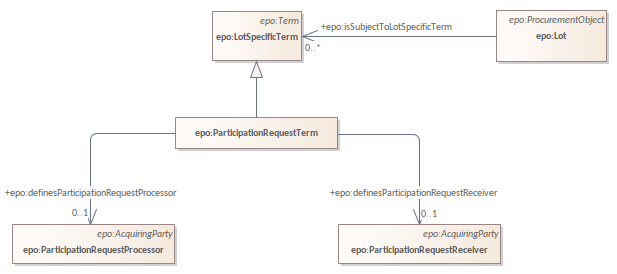 epo:Term
epo:LotSpecificTerm
+epo:isSubjectToLotSpecificTerm
0..*
epo:ProcurementObject
epo:Lot
epo:ParticipationRequestTerm
+epo:definesParticipationRequestProcessor
0..1
+epo:definesParticipationRequestReceiver
0..1
epo:AcquiringParty
epo:ParticipationRequestProcessor
epo:AcquiringParty
epo:ParticipationRequestReceiver